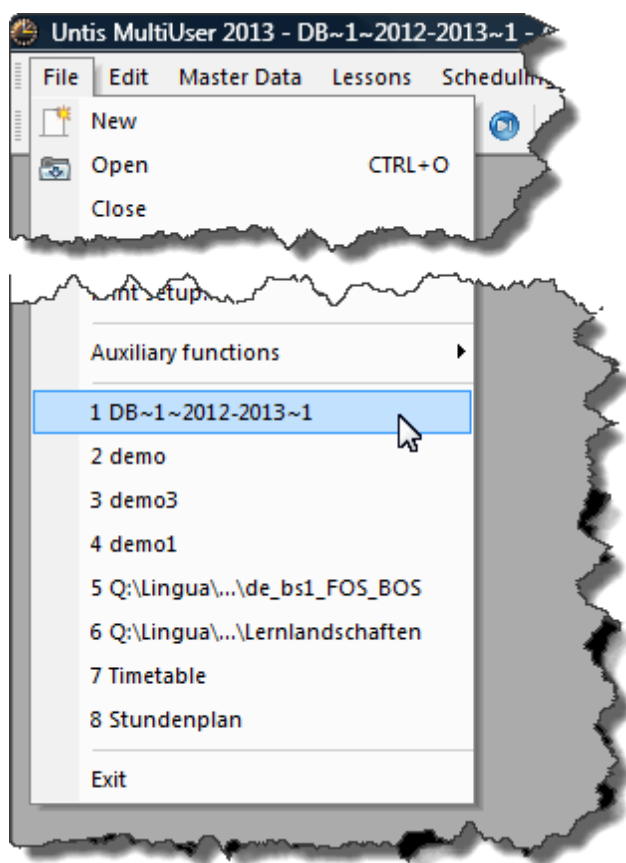 Untis MultiUser 2013 - DB~1~2012-2013~1 -
File Edit Master Data Lessons Scheduling
New
Open CTRL+O
Close
setup
Auxiliary functions
1 DB~1~2012-2013~1
2 demo
3 demo3
4 demo1
5 Q:\Lingua\...\de_bs1_FOS_BOS
6 Q:\Lingua\...\Lernlandschaften
7 Timetable
8 Stundenplan
Exit